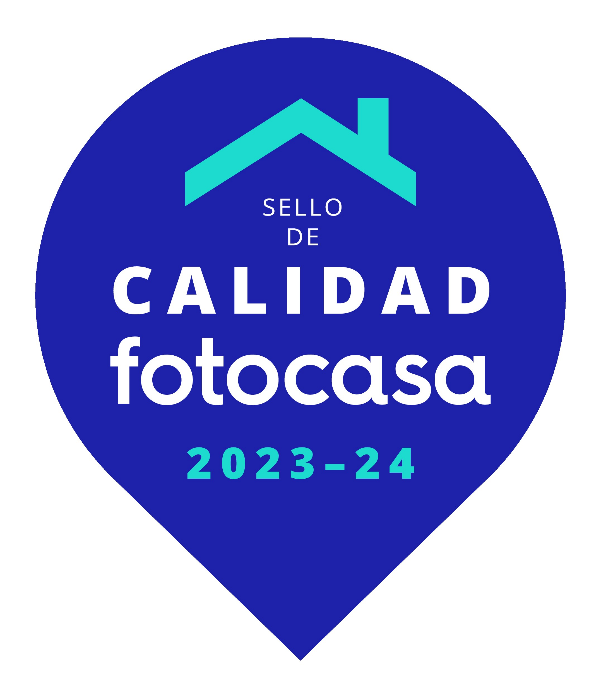 SELLO
DE
CALIDAD
fotocasa
2023–24